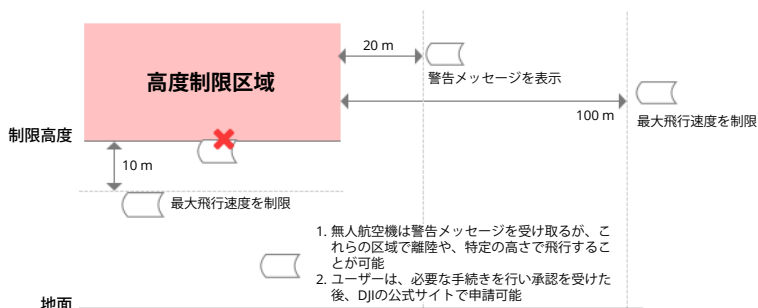 20 m
高度制限区域
警告メッセージを表示
100 m
最大飛行速度を制限
制限高度
10 m
最大飛行速度を制限
1. 無人航空機は警告メッセージを受け取るが、こ
れらの区域で離陸や、特定の高さで飛行するこ
とが可能
2. ユーザーは、必要な手続きを行い承認を受けた
後、DJIの公式サイトで申請可能
地面